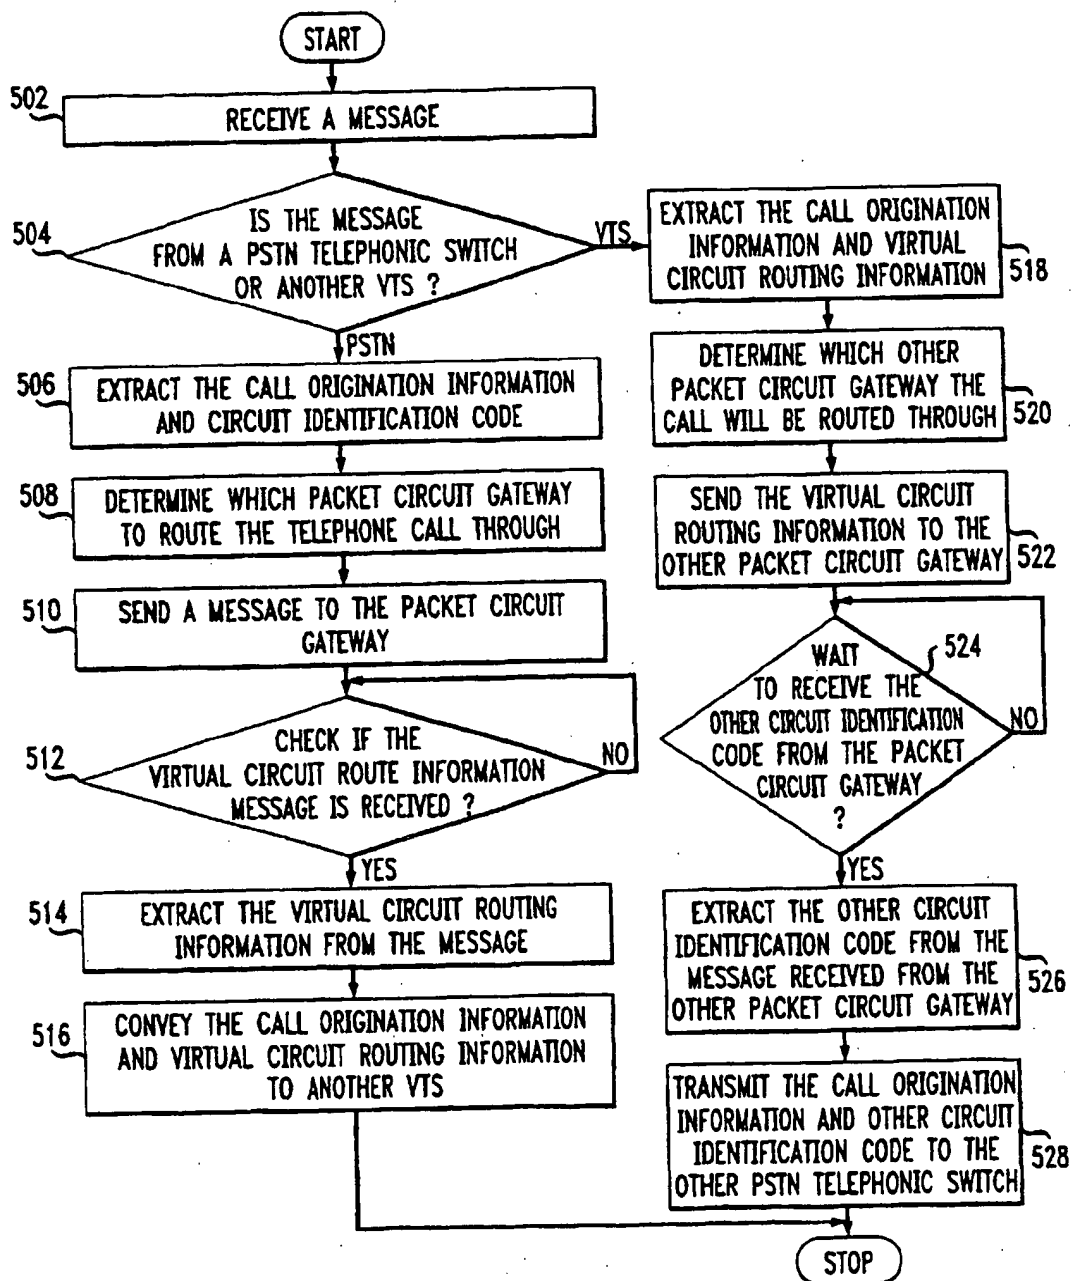 START
502
RECEIVE A MESSAGE
504
IS THE MESSAGE
FROM A PSTN TELEPHONIC SWITCH
OR ANOTHER VTS ?
VTS
PSTN
506
EXTRACT THE CALL ORIGINATION INFORMATION
AND CIRCUIT IDENTIFICATION CODE
508
DETERMINE WHICH PACKET CIRCUIT GATEWAY
TO ROUTE THE TELEPHONE CALL THROUGH
510
SEND A MESSAGE TO THE PACKET CIRCUIT
GATEWAY
512
CHECK IF THE
VIRTUAL CIRCUIT ROUTE INFORMATION
MESSAGE IS RECEIVED ?
NO
YES
514
EXTRACT THE VIRTUAL CIRCUIT ROUTING
INFORMATION FROM THE MESSAGE
516
CONVEY THE CALL ORIGINATION INFORMATION
AND VIRTUAL CIRCUIT ROUTING INFORMATION
TO ANOTHER VTS
EXTRACT THE CALL ORIGINATION
INFORMATION AND VIRTUAL
CIRCUIT ROUTING INFORMATION
518
DETERMINE WHICH OTHER
PACKET CIRCUIT GATEWAY THE
CALL WILL BE ROUTED THROUGH
520
SEND THE VIRTUAL CIRCUIT
ROUTING INFORMATION TO THE
OTHER PACKET CIRCUIT GATEWAY
522
524
WAIT
TO RECEIVE THE
OTHER CIRCUIT IDENTIFICATION
CODE FROM THE PACKET
CIRCUIT GATEWAY
?
NO
YES
EXTRACT THE OTHER CIRCUIT
IDENTIFICATION CODE FROM THE
MESSAGE RECEIVED FROM THE
OTHER PACKET CIRCUIT GATEWAY
526
TRANSMIT THE CALL ORIGINATION
INFORMATION AND OTHER CIRCUIT
IDENTIFICATION CODE TO THE
OTHER PSTN TELEPHONIC SWITCH
528
STOP